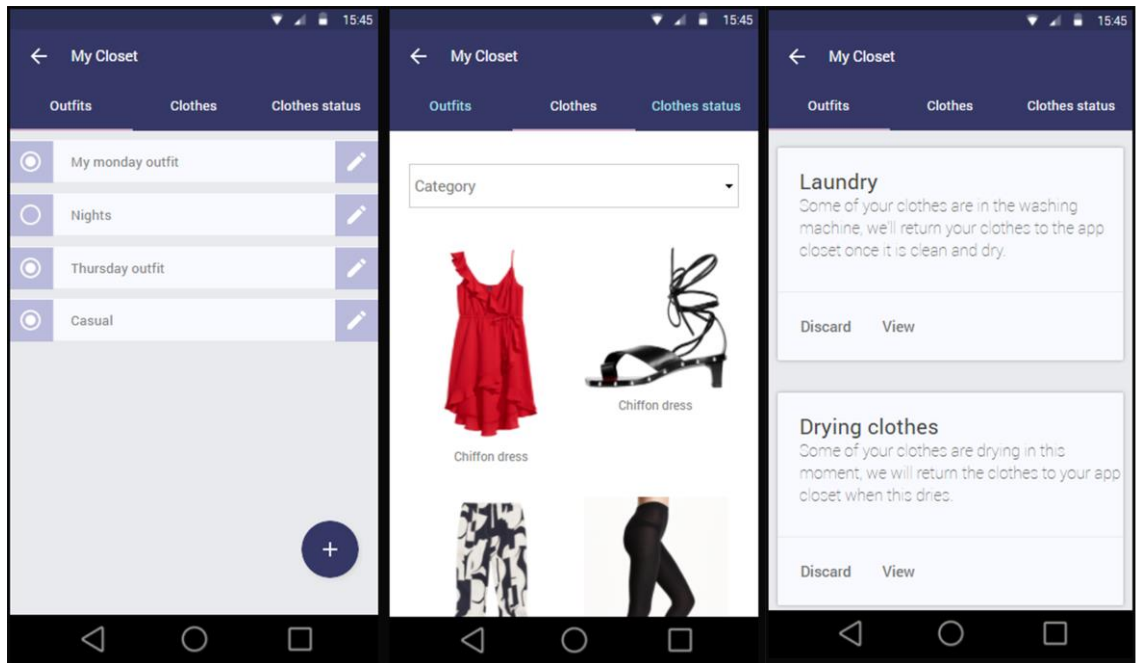 15:45
My Closet
Outfits Clothes Clothes status
My monday outfit
Nights
Thursday outfit
Casual
+
15:45
My Closet
Outfits Clothes Clothes status
Category
Chiffon dress
Chiffon dress
15:45
My Closet
Outfits Clothes Clothes status
Laundry
Some of your clothes are in the washing
machine, we'll return your clothes to the app
closet once it is clean and dry.
Discard View
Drying clothes
Some of your clothes are drying in this
moment, we will return the clothes to your app
closet when this dries.
Discard View